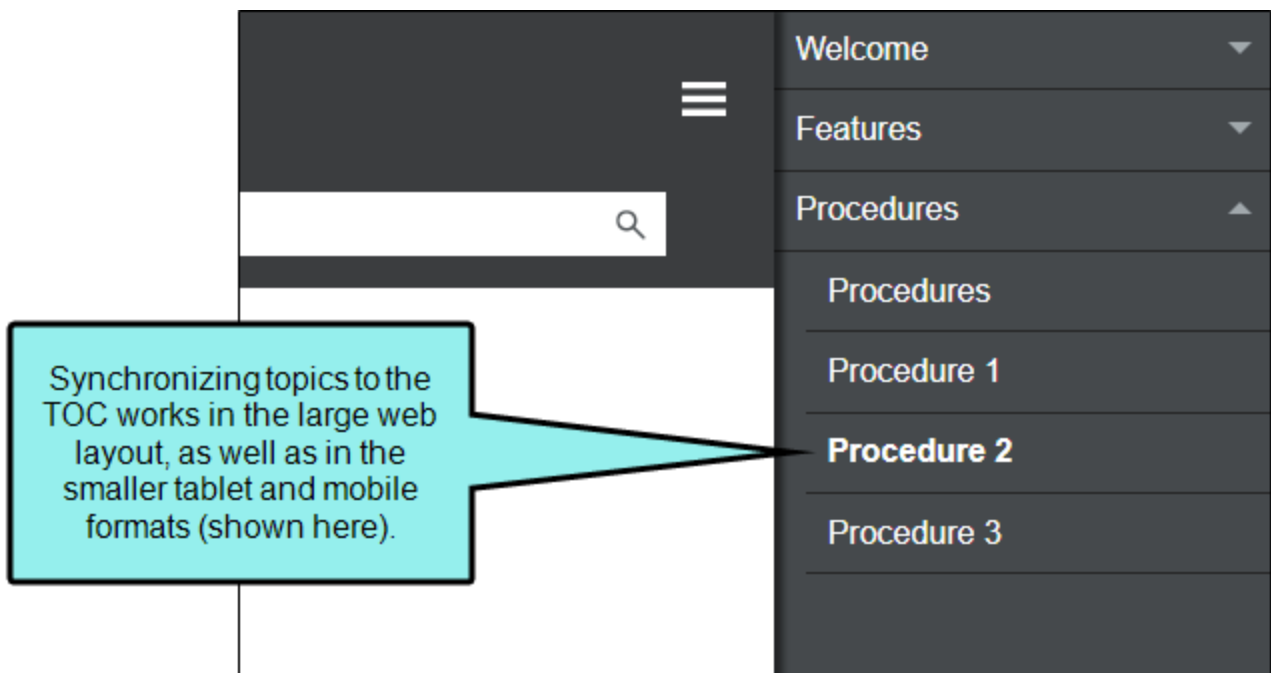 Welcome
Features
Procedures
Procedures
Procedure 1
Procedure 2
Procedure 3
Synchronizing topics to the
TOC works in the large web
layout, as well as in the
smaller tablet and mobile
formats (shown here).